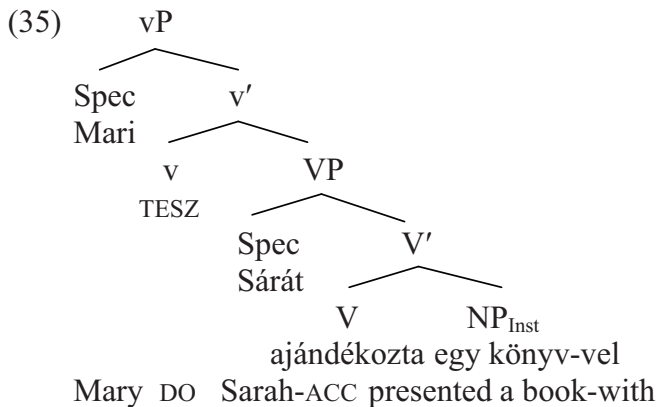 (35) vP
Spec v′
Mari
v VP
TESZ
Spec V′
Sárát
V NPInst
ajándékozta egy könyv-vel
Mary DO Sarah-ACC presented a book-with